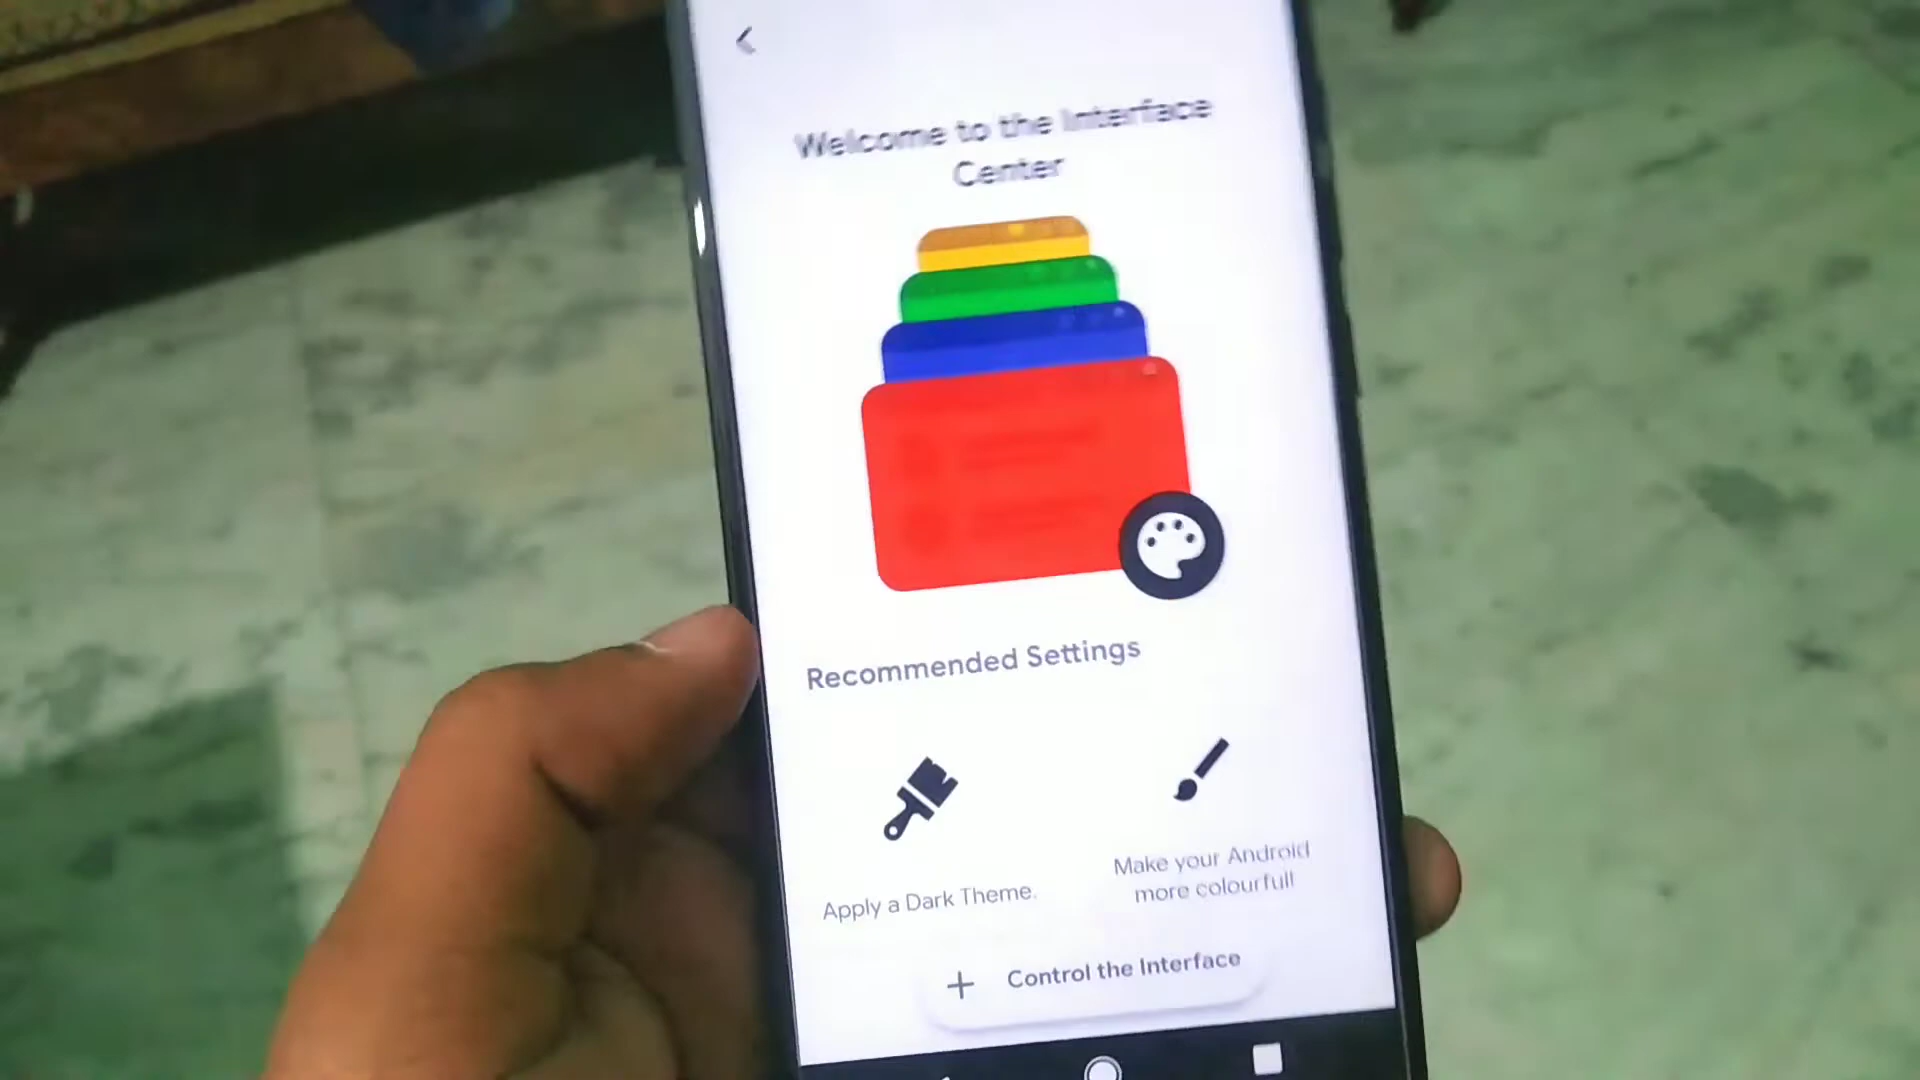 Welcome to the Interface
Center
Recommended Settings
Apply a Dark Theme.
Make your Android
more colourfull
Control the Interface